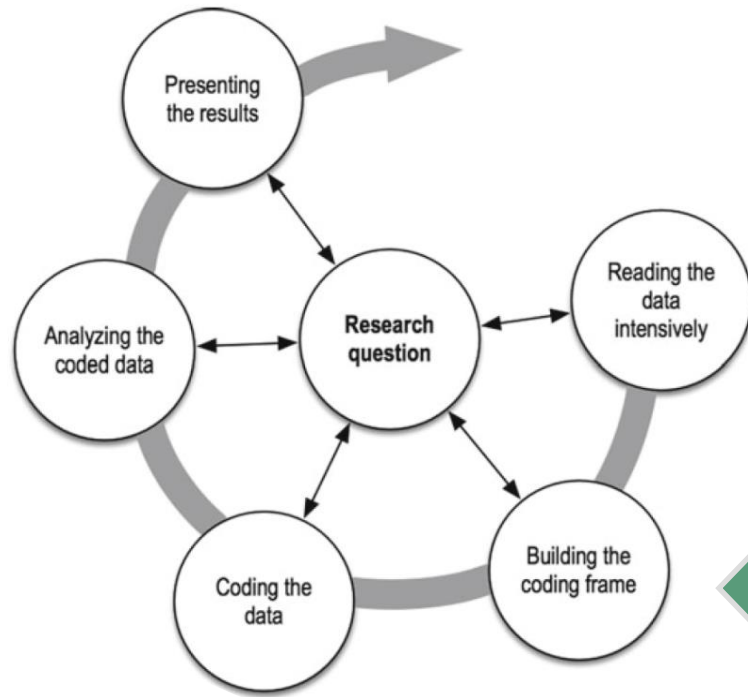 Presenting
the results
Reading the
data
intensively
Research
question
Analyzing the
coded data
Building the
coding frame
Coding the
data